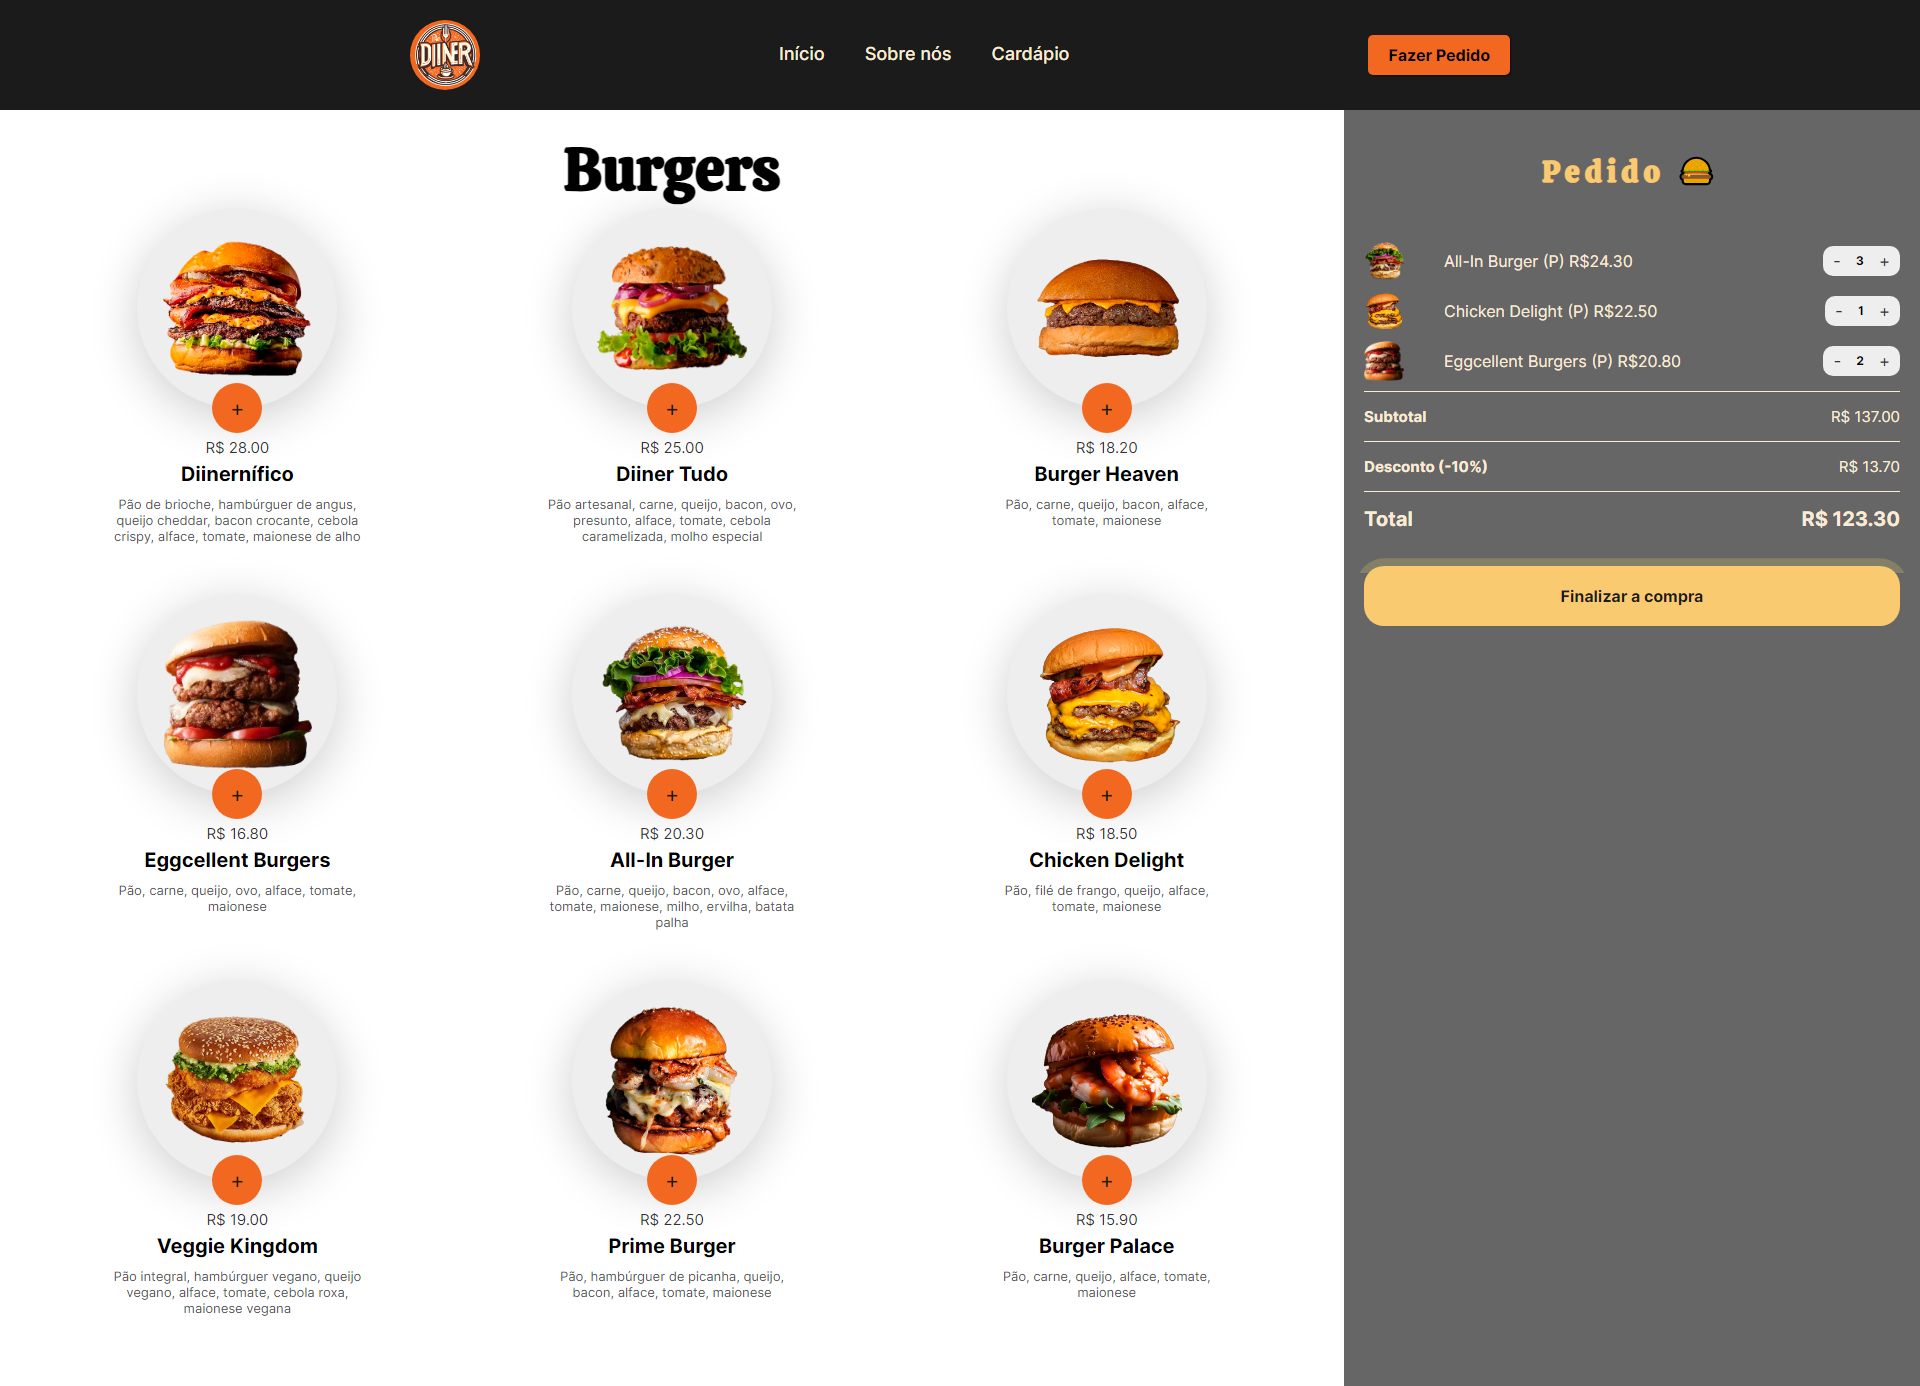 DIINER
Início
Sobre nós
Cardápio
Fazer Pedido
Burgers
+
R$ 28.00
Diinernífico
Pão de brioche, hambúrguer de angus,
queijo cheddar, bacon crocante, cebola
crispy, alface, tomate, maionese de alho
+
R$ 25.00
Diiner Tudo
Pão artesanal, carne, queijo, bacon, ovo,
presunto, alface, tomate, cebola
caramelizada, molho especial
+
R$ 18.20
Burger Heaven
Pão, carne, queijo, bacon, alface,
tomate, maionese
+
R$ 16.80
Eggcellent Burgers
Pão, carne, queijo, ovo, alface, tomate,
maionese
+
R$ 20.30
All-In Burger
Pão, carne, queijo, bacon, ovo, alface,
tomate, maionese, milho, ervilha, batata
palha
+
R$ 18.50
Chicken Delight
Pão, filé de frango, queijo, alface,
tomate, maionese
+
R$ 19.00
Veggie Kingdom
Pão integral, hambúrguer vegano, queijo
vegano, alface, tomate, cebola roxa,
maionese vegana
+
R$ 22.50
Prime Burger
Pão, hambúrguer de picanha, queijo,
bacon, alface, tomate, maionese
+
R$ 15.90
Burger Palace
Pão, carne, queijo, alface, tomate,
maionese
Pedido
All-In Burger (P) R$24.30 - 3 +
Chicken Delight (P) R$22.50 - 1 +
Eggcellent Burgers (P) R$20.80 - 2 +
Subtotal R$ 137.00
Desconto (-10%) R$ 13.70
Total R$ 123.30
Finalizar a compra